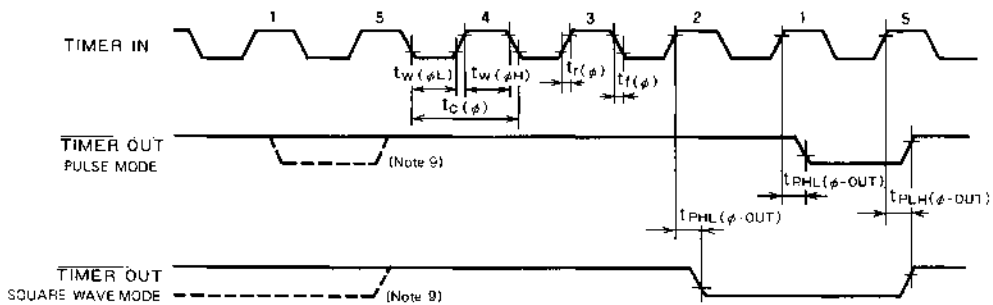 1 5 4 3 2 1 5
TIMER IN
tw(ϕL) tw(ϕH) tr(ϕ) tf(ϕ)
tc(ϕ)
TIMER OUT
PULSE MODE
(Note 9)
tPHL(ϕ-OUT) tPLH(ϕ-OUT)
tPHL(ϕ-OUT)
TIMER OUT
SQUARE WAVE MODE
(Note 9)